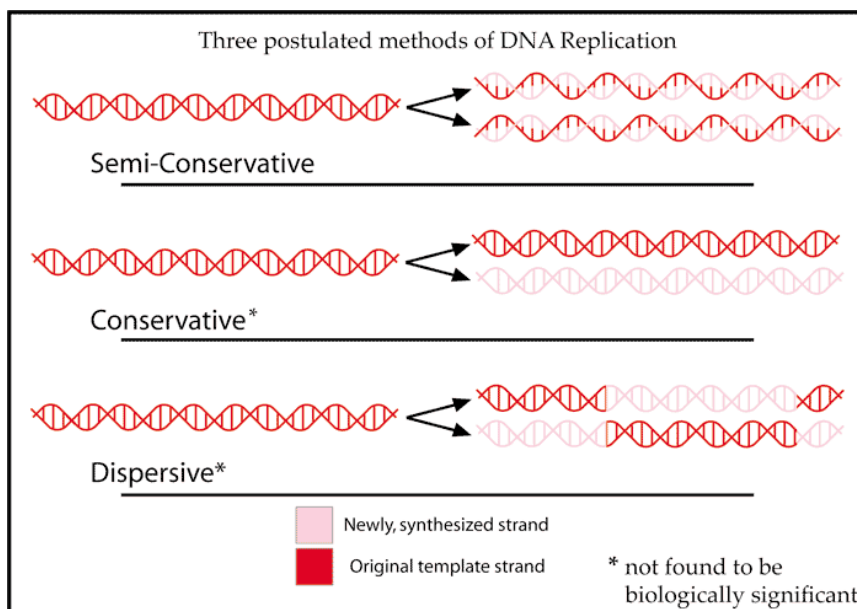 Three postulated methods of DNA Replication
Semi-Conservative
Conservative*
Dispersive*
Newly, synthesized strand
Original template strand
* not found to be
biologically significant